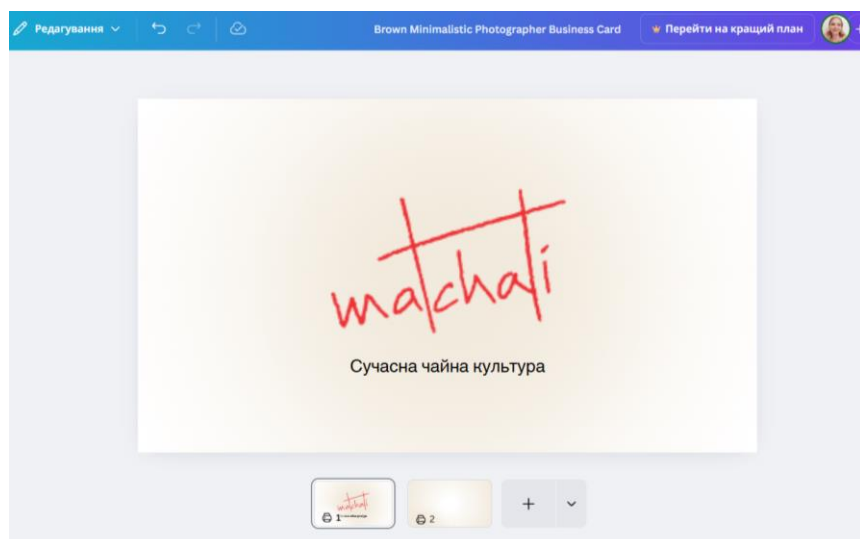 Редагування
Brown Minimalistic Photographer Business Card
Перейти на кращий план
matchati
Сучасна чайна культура
1
2